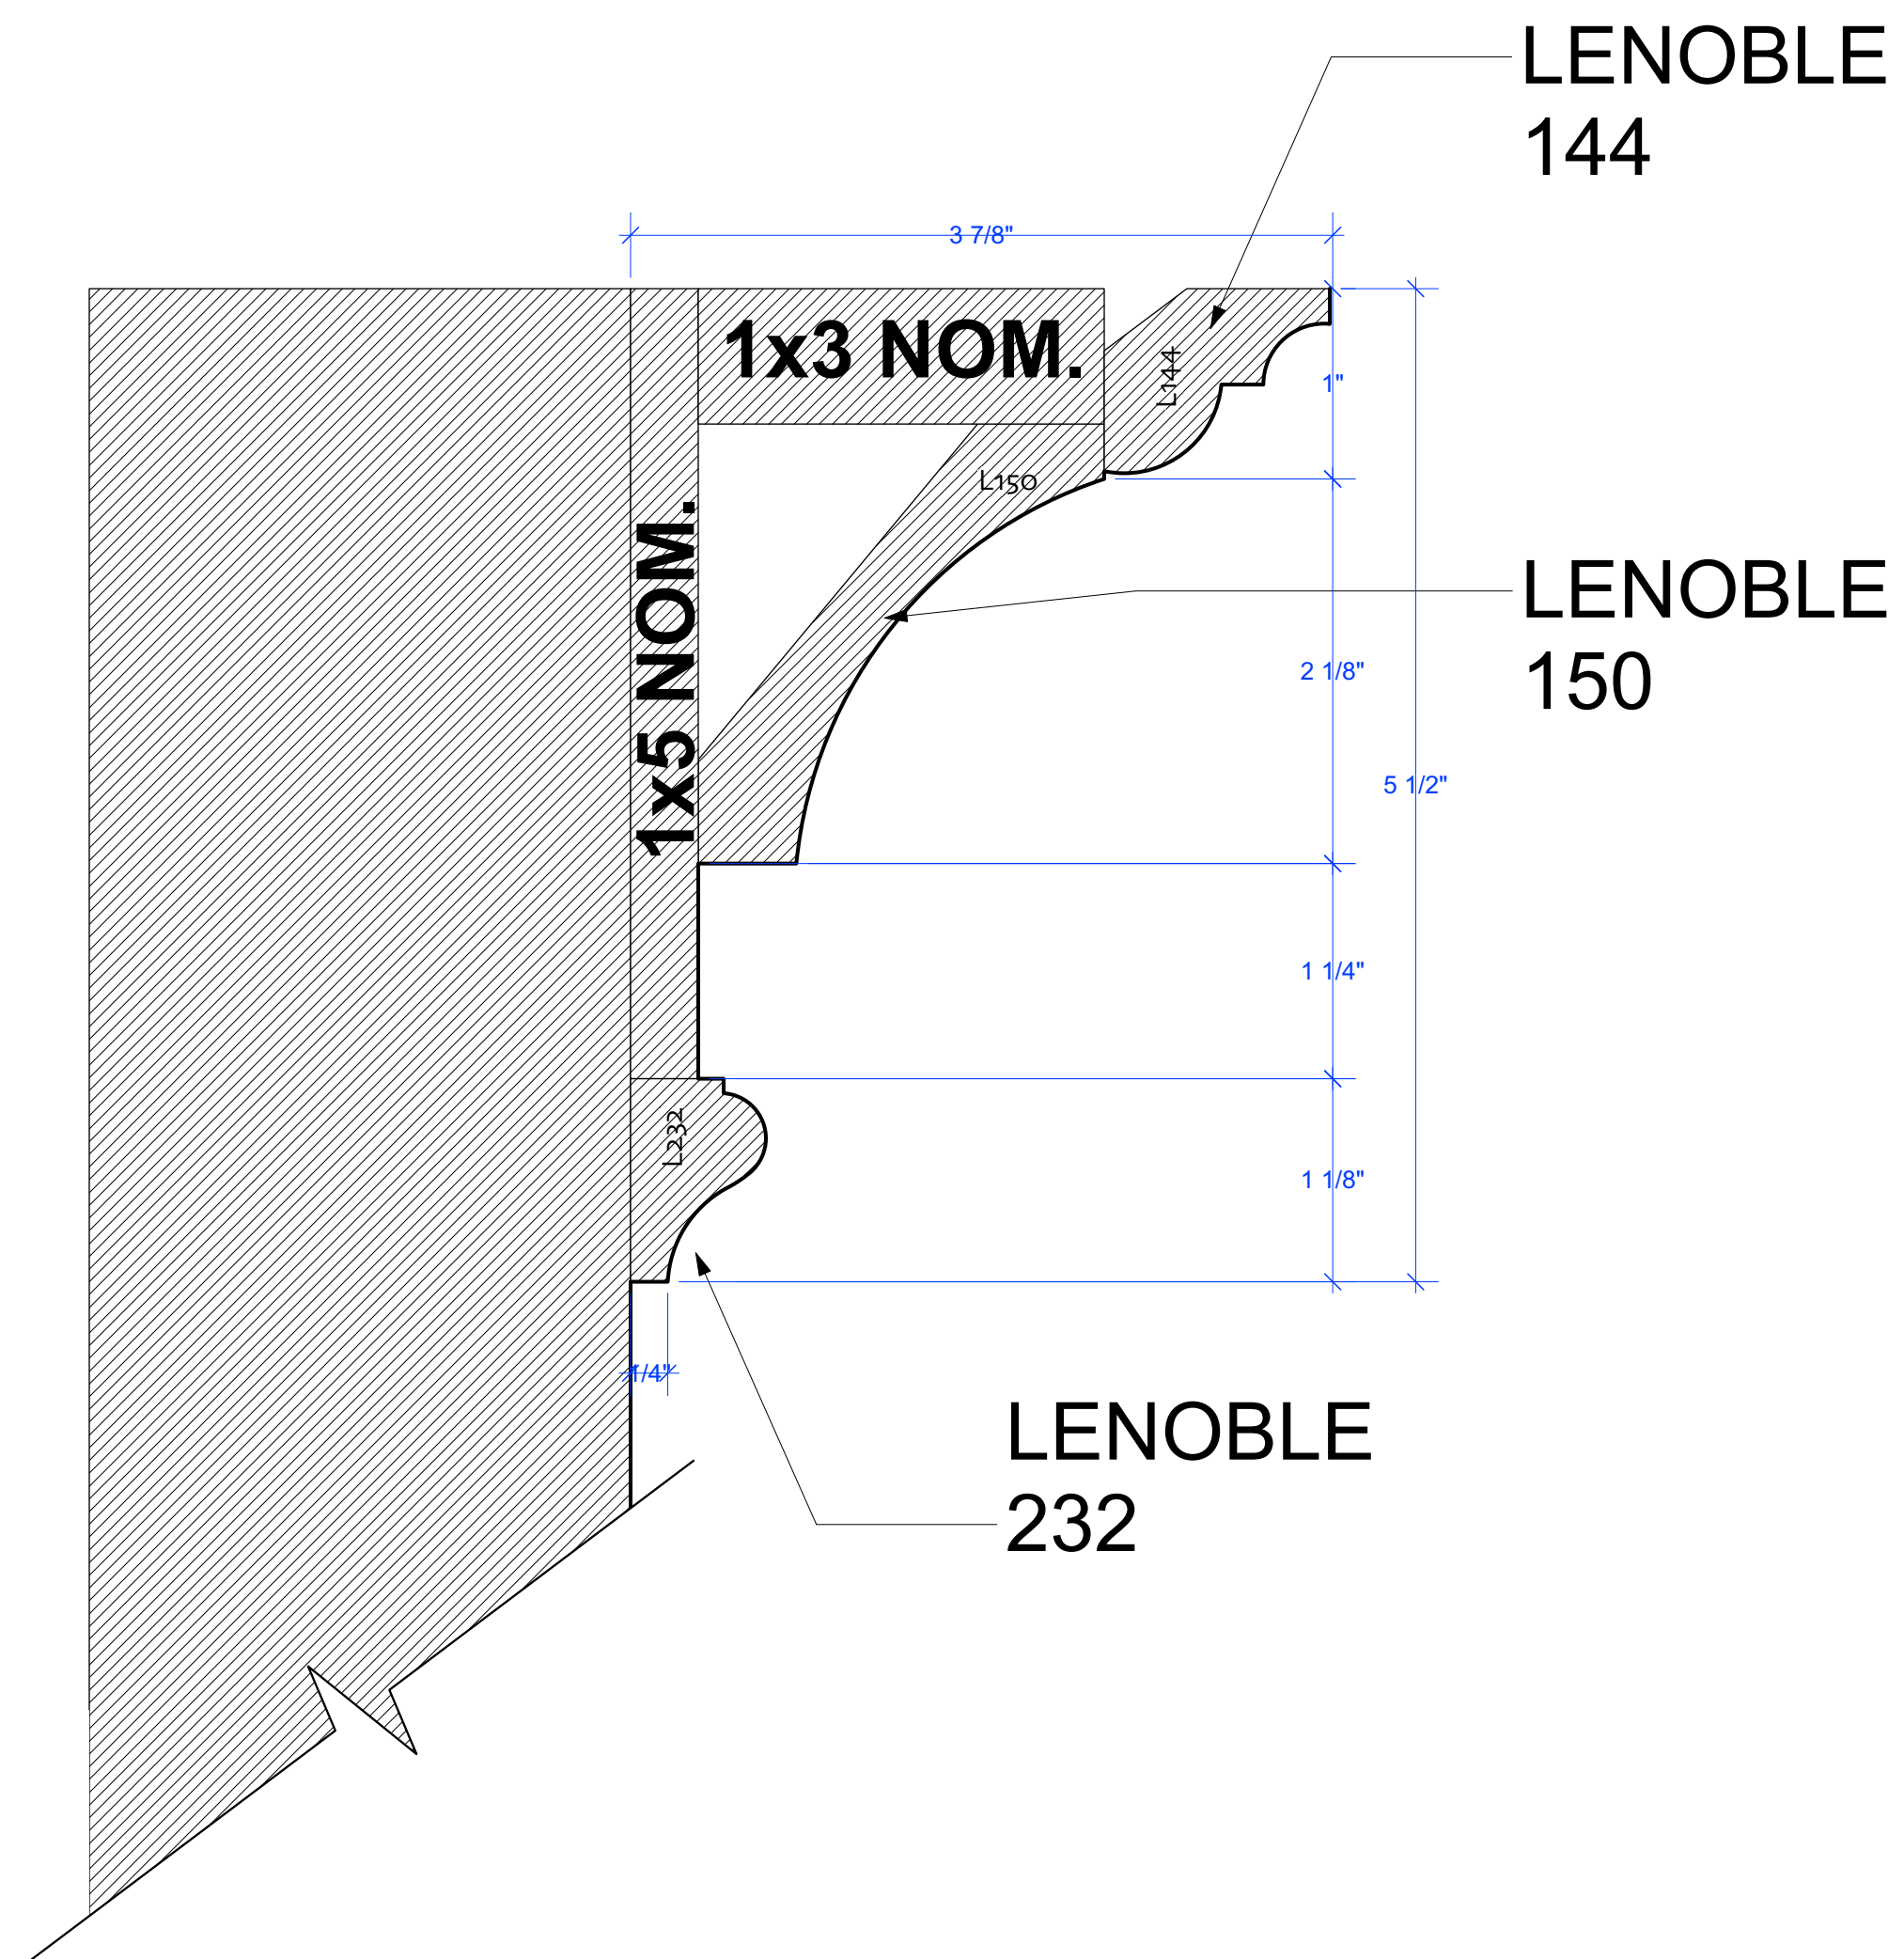 LENOBLE
144
3 7/8"
1x3 NOM.
L144
1"
L150
1x5 NOM.
LENOBLE
150
2 1/8"
5 1/2"
1 1/4"
L232
1 1/8"
1/4"
LENOBLE
232